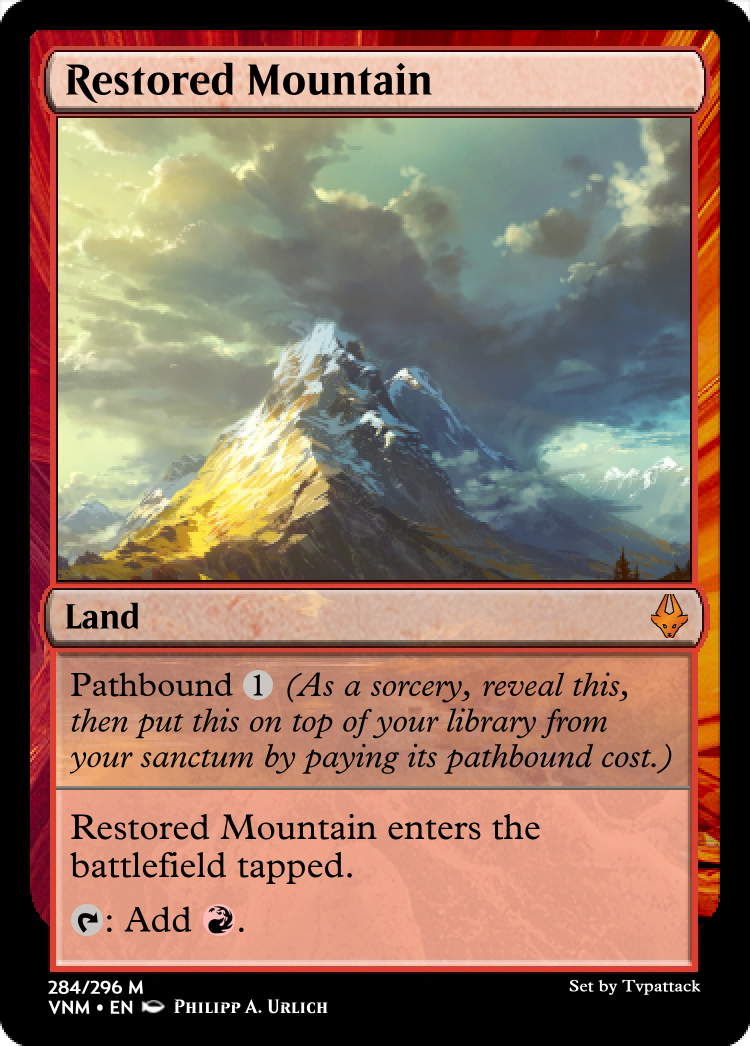 Restored Mountain
Land
Pathbound 1 (As a sorcery, reveal this,
then put this on top of your library from
your sanctum by paying its pathbound cost.)
Restored Mountain enters the
battlefield tapped.
: Add .
284/296 M
VNM • EN Philipp A. Urlich
Set by Tvpattack